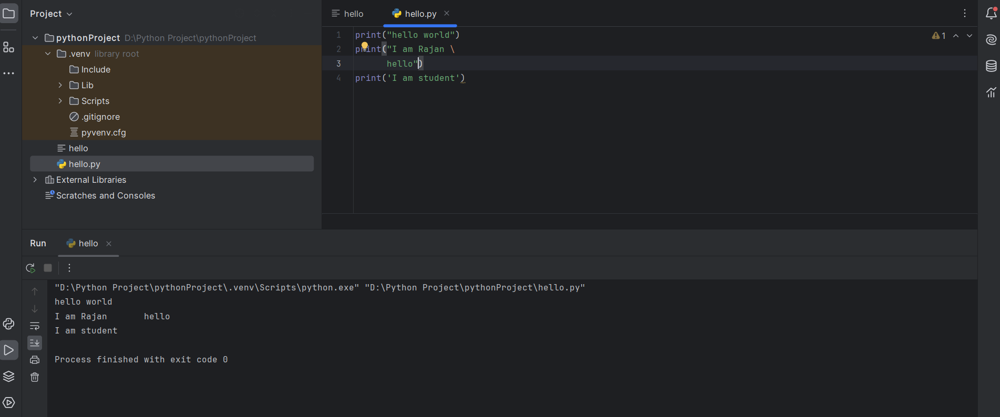 Project
pythonProject D:\Python Project\pythonProject
.venv library root
Include
Lib
Scripts
.gitignore
pyvenv.cfg
hello
hello.py
External Libraries
Scratches and Consoles
hello hello.py
1 print("hello world")
2 print("I am Rajan \
3 hello")
4 print('I am student')
1
Run hello
"D:\Python Project\pythonProject\.venv\Scripts\python.exe" "D:\Python Project\pythonProject\hello.py"
hello world
I am Rajan       hello
I am student
Process finished with exit code 0